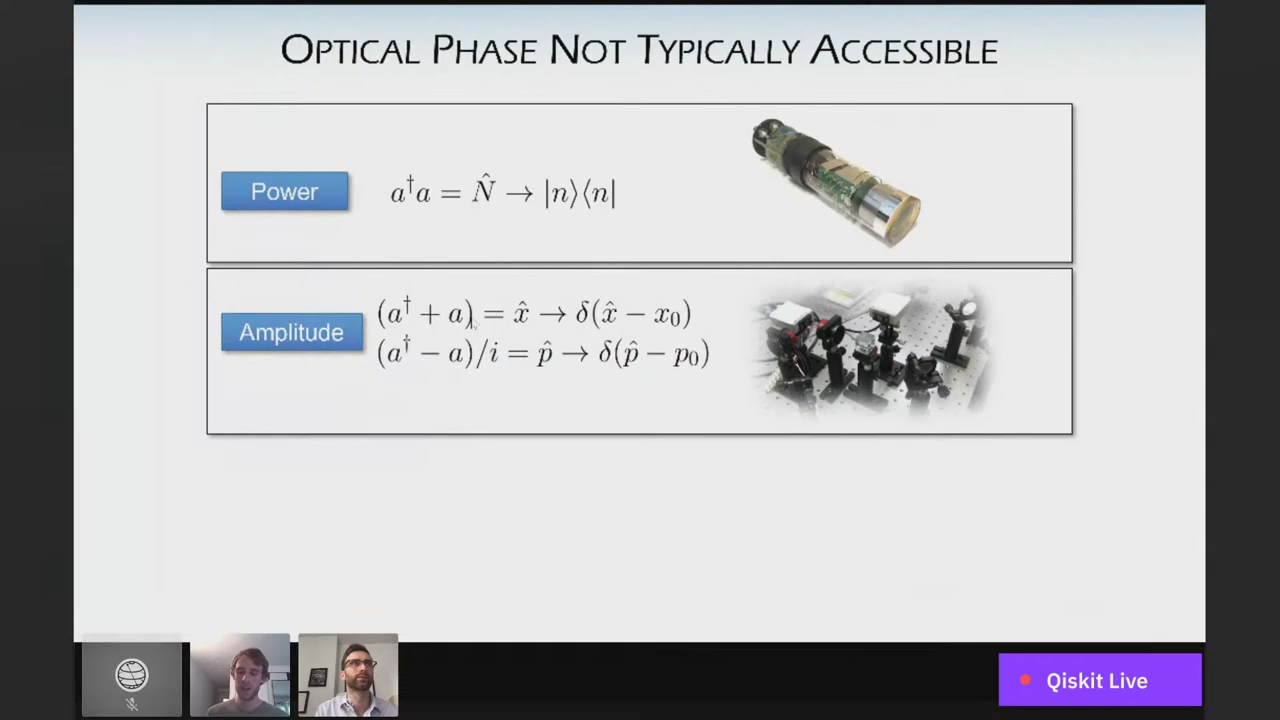 OPTICAL PHASE NOT TYPICALLY ACCESSIBLE
Power
a†a = N̂ → |n⟩⟨n|
Amplitude
(a† + a) = x̂ → δ(x̂ − x₀)
(a† − a)/i = p̂ → δ(p̂ − p₀)
Qiskit Live